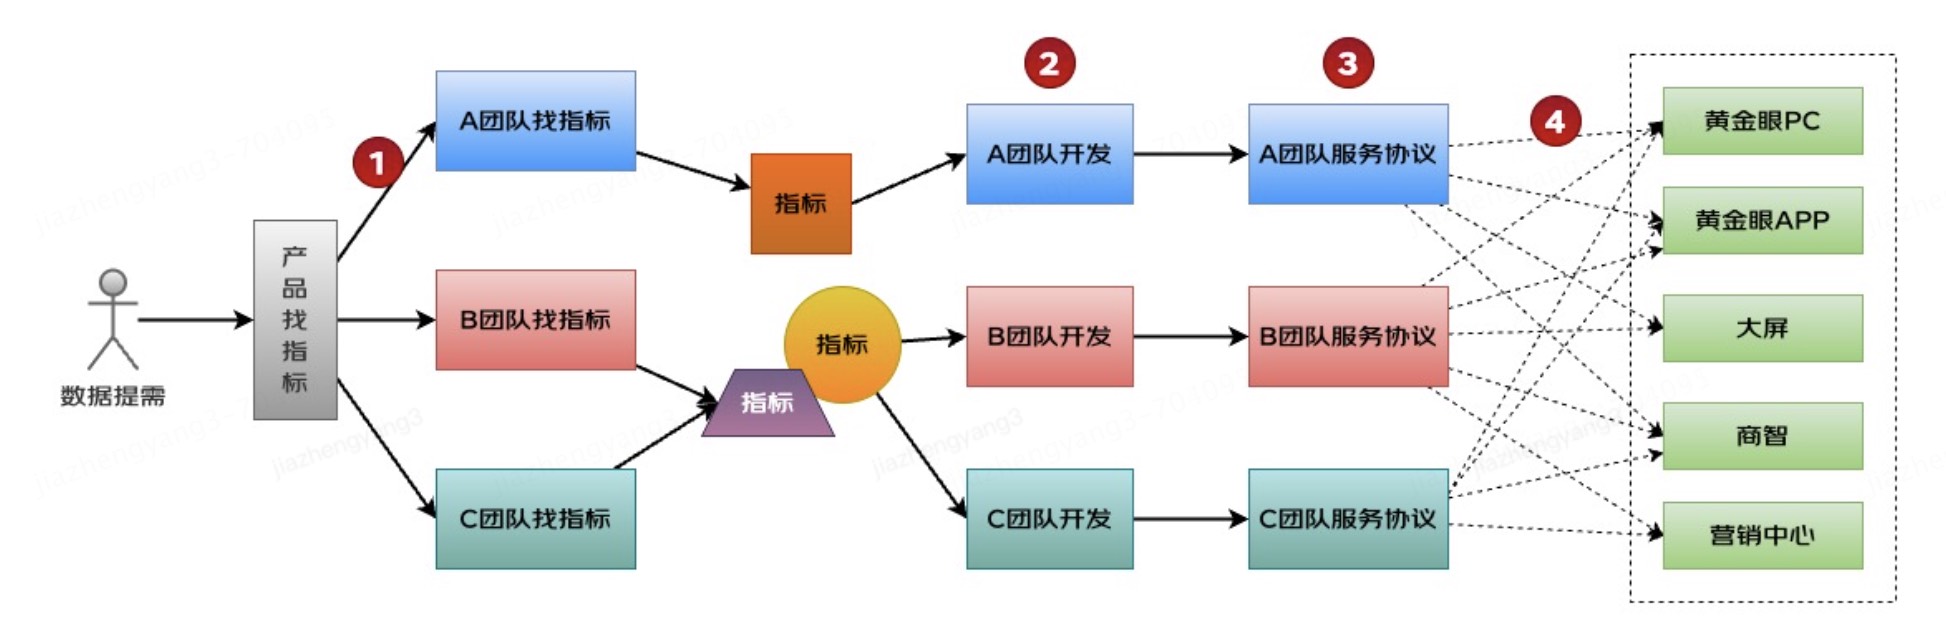 数据提需
产
品
找
指
标
1
A团队找指标
B团队找指标
C团队找指标
指标
指标
指标
2
A团队开发
B团队开发
C团队开发
3
A团队服务协议
B团队服务协议
C团队服务协议
4
黄金眼PC
黄金眼APP
大屏
商智
营销中心
jiazhengyang3
jiazhengyang3
jiazhengyang3